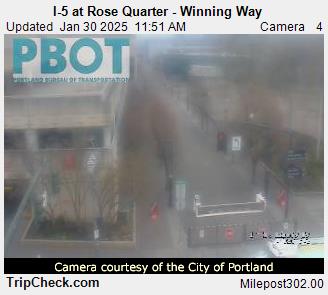 I-5 at Rose Quarter - Winning Way
Updated Jan 30 2025 11:51 AM Camera 4
PBOT
PORTLAND BUREAU OF TRANSPORTATION
Camera courtesy of the City of Portland
TripCheck.com Milepost302.00